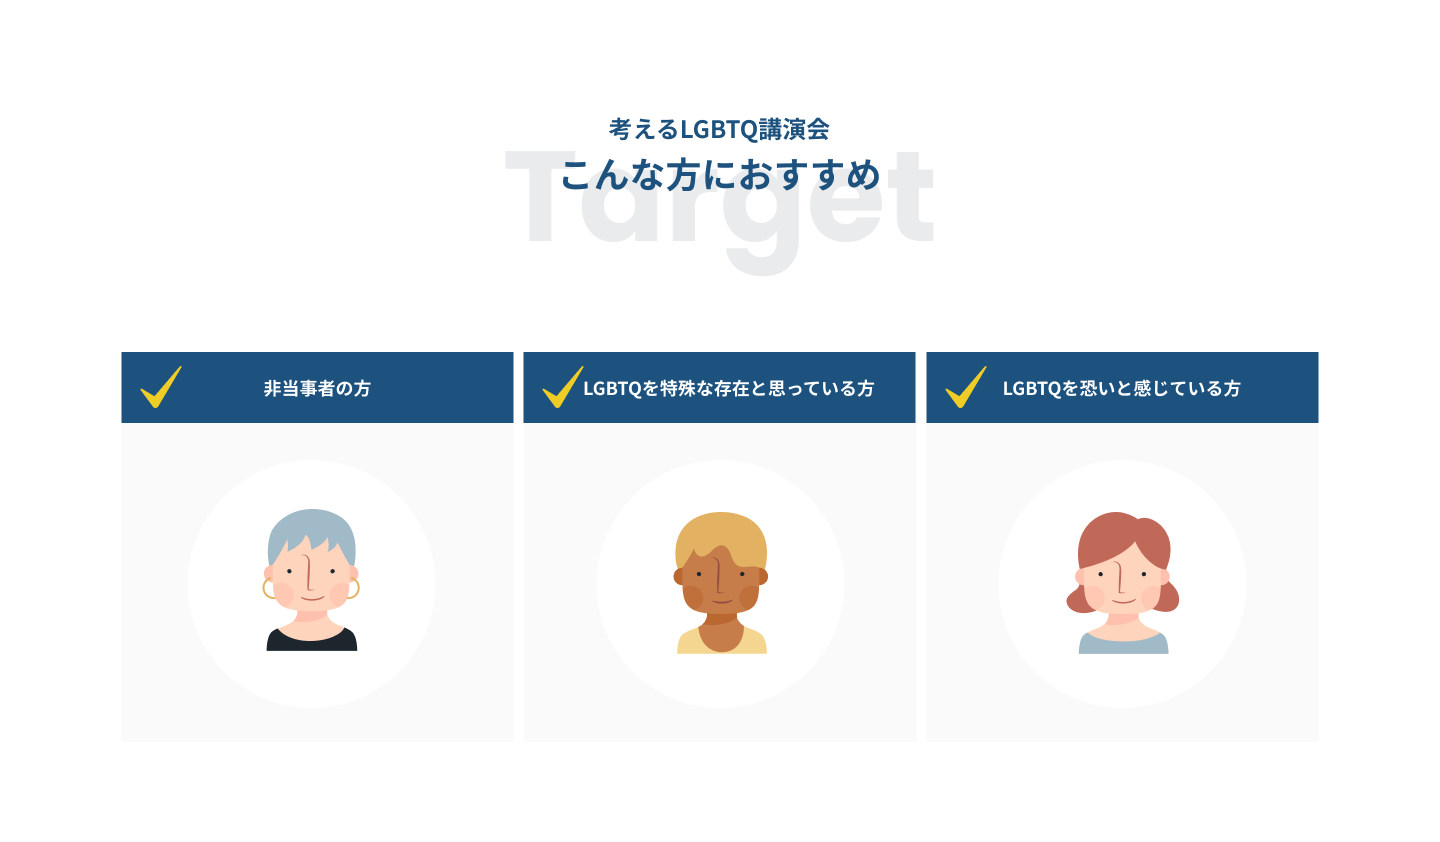 考えるLGBTQ講演会
Target
こんな方におすすめ
非当事者の方
LGBTQを特殊な存在と思っている方
LGBTQを恐いと感じている方